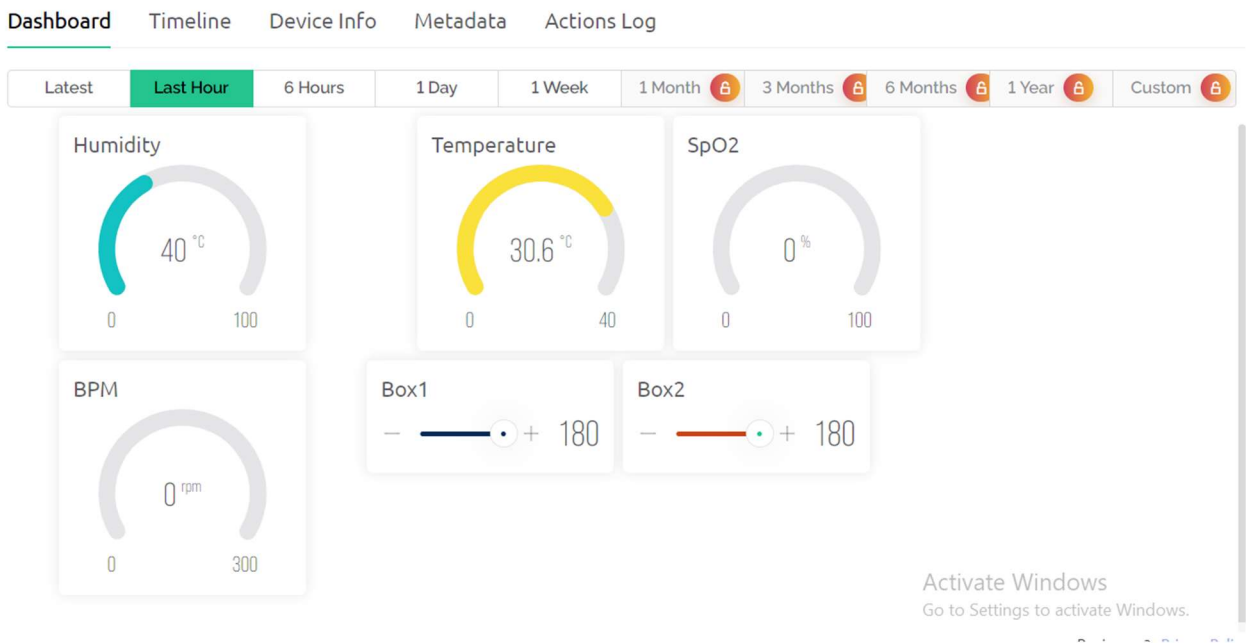 Dashboard Timeline Device Info Metadata Actions Log
Latest Last Hour 6 Hours 1 Day 1 Week 1 Month 3 Months 6 Months 1 Year Custom
Humidity
40 °C
0 100
Temperature
30.6 °C
0 40
SpO2
0 %
0 100
BPM
0 rpm
0 300
Box1
− + 180
Box2
− + 180
Activate Windows
Go to Settings to activate Windows.